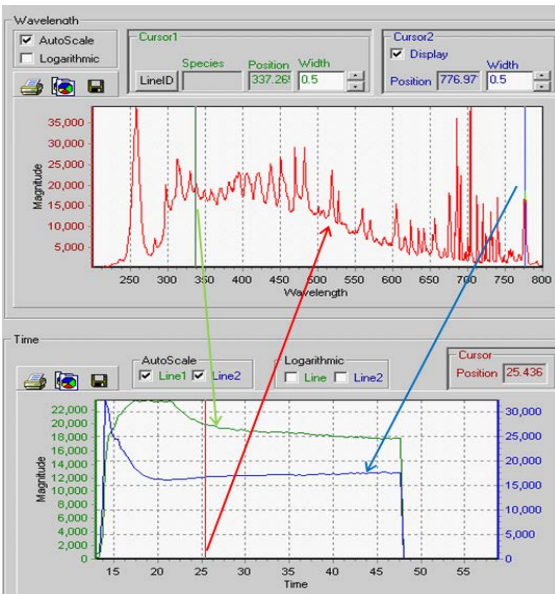 Wavelength
AutoScale
Logarithmic
Cursor1
Species Position Width
LineID 337.26 0.5
Cursor2
Display
Width
Position 776.97 0.5
35,000
30,000
25,000
20,000
15,000
10,000
5,000
Magnitude
250 300 350 400 450 500 550 600 650 700 750 800
Wavelength
Time
AutoScale
Line1 Line2
Logarithmic
Line Line2
Cursor
Position 25.436
22,000
20,000
18,000
16,000
14,000
12,000
10,000
8,000
6,000
4,000
2,000
0
Magnitude
30,000
25,000
20,000
15,000
10,000
5,000
0
15 20 25 30 35 40 45 50 55
Time